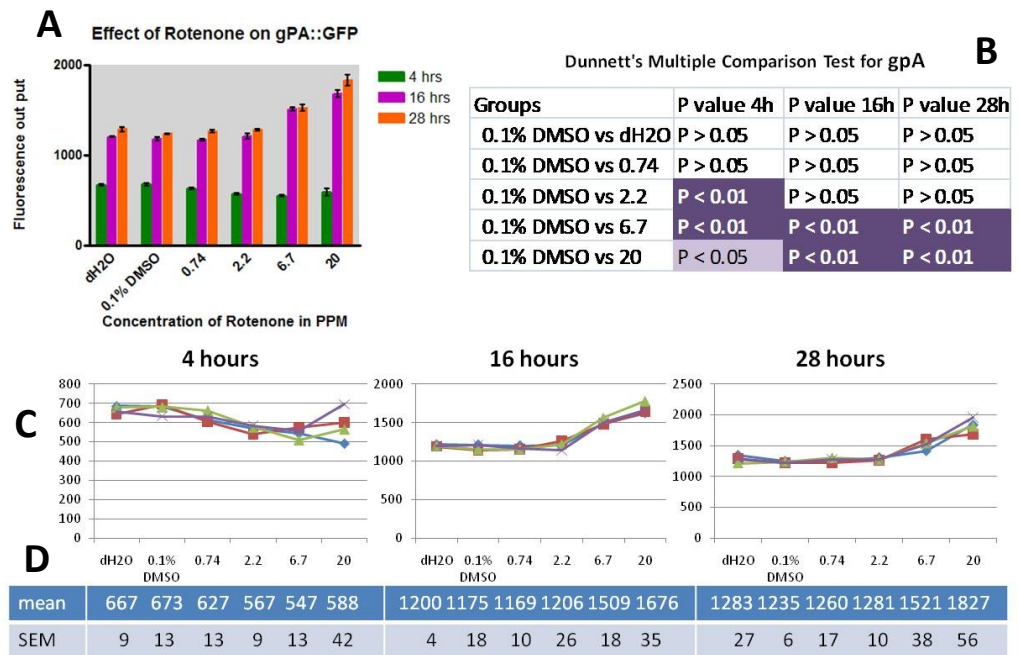 A
Effect of Rotenone on gPA::GFP
Fluorescence out put
2000
1000
0
dH2O
0.1% DMSO
0.74
2.2
6.7
20
Concentration of Rotenone in PPM
4 hrs
16 hrs
28 hrs
B
Dunnett's Multiple Comparison Test for gpA
Groups P value 4h P value 16h P value 28h
0.1% DMSO vs dH2O P > 0.05 P > 0.05 P > 0.05
0.1% DMSO vs 0.74 P > 0.05 P > 0.05 P > 0.05
0.1% DMSO vs 2.2 P < 0.01 P > 0.05 P > 0.05
0.1% DMSO vs 6.7 P < 0.01 P < 0.01 P < 0.01
0.1% DMSO vs 20 P < 0.05 P < 0.01 P < 0.01
C
4 hours
800
700
600
500
400
300
200
100
0
dH2O 0.1% DMSO 0.74 2.2 6.7 20
16 hours
2000
1500
1000
500
0
dH2O 0.1% DMSO 0.74 2.2 6.7 20
28 hours
2500
2000
1500
1000
500
0
dH2O 0.1% DMSO 0.74 2.2 6.7 20
D
mean 667 673 627 567 547 588 1200 1175 1169 1206 1509 1676 1283 1235 1260 1281 1521 1827
SEM 9 13 13 9 13 42 4 18 10 26 18 35 27 6 17 10 38 56